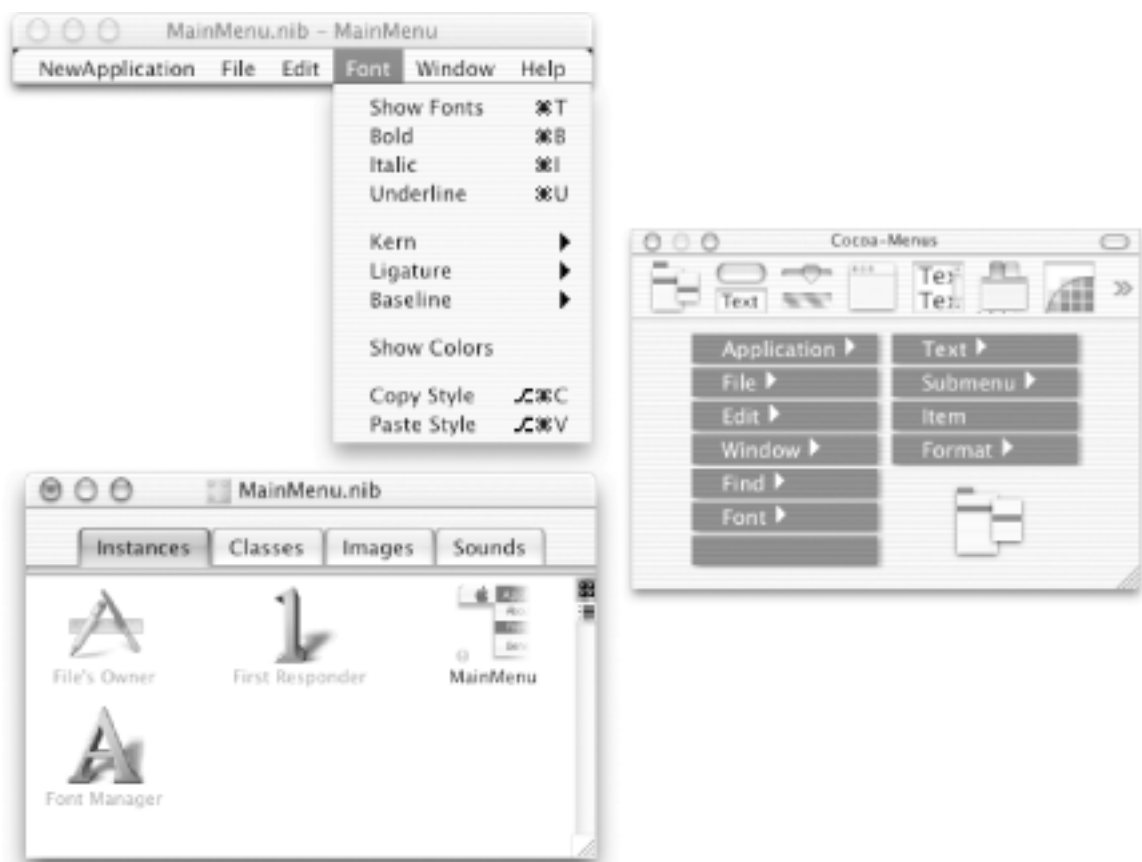 MainMenu.nib – MainMenu
NewApplication File Edit Font Window Help
Show Fonts ⌘T
Bold ⌘B
Italic ⌘I
Underline ⌘U
Kern
Ligature
Baseline
Show Colors
Copy Style ⌥⌘C
Paste Style ⌥⌘V
Cocoa-Menus
Text
Application
File
Edit
Window
Find
Font
Text
Submenu
Item
Format
MainMenu.nib
Instances Classes Images Sounds
File's Owner First Responder MainMenu
Font Manager